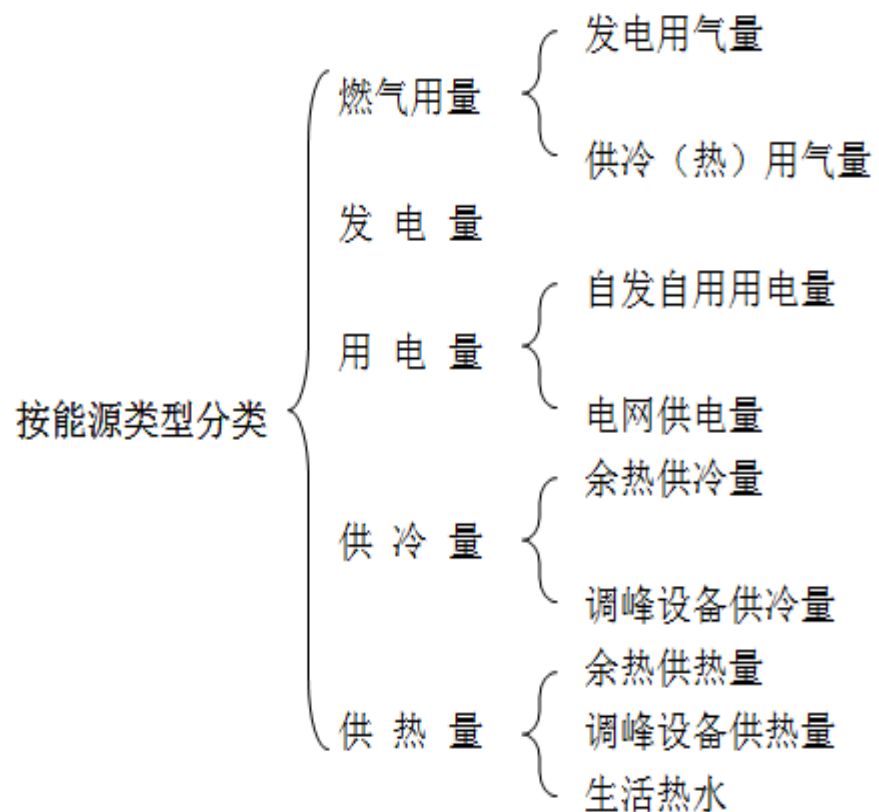 按能源类型分类
燃气用量
发电用气量
供冷（热）用气量
发电量
用电量
自发自用用电量
电网供电量
供冷量
余热供冷量
调峰设备供冷量
供热量
余热供热量
调峰设备供热量
生活热水